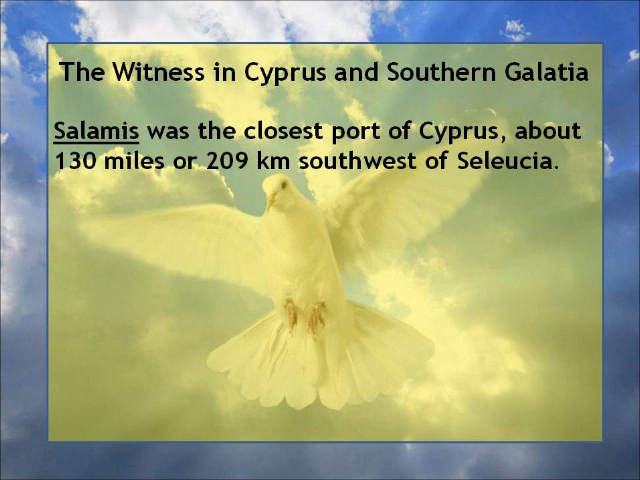 The Witness in Cyprus and Southern Galatia
Salamis was the closest port of Cyprus, about
130 miles or 209 km southwest of Seleucia.